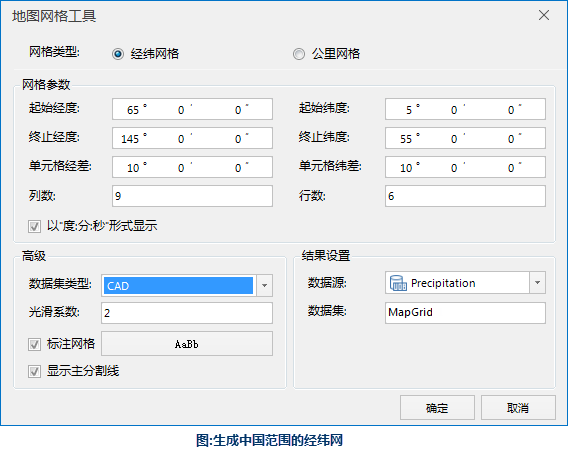 地图网格工具
网格类型: 经纬网格 公里网格
网格参数
起始经度: 65 ° 0 ′ 0 ″ 起始纬度: 5 ° 0 ′ 0 ″
终止经度: 145 ° 0 ′ 0 ″ 终止纬度: 55 ° 0 ′ 0 ″
单元格经差: 10 ° 0 ′ 0 ″ 单元格纬差: 10 ° 0 ′ 0 ″
列数: 9 行数: 6
以"度:分:秒"形式显示
高级 结果设置
数据集类型: CAD 数据源: UDB Precipitation
光滑系数: 2 数据集: MapGrid
标注网格 AaBb
显示主分割线
确定 取消
图:生成中国范围的经纬网